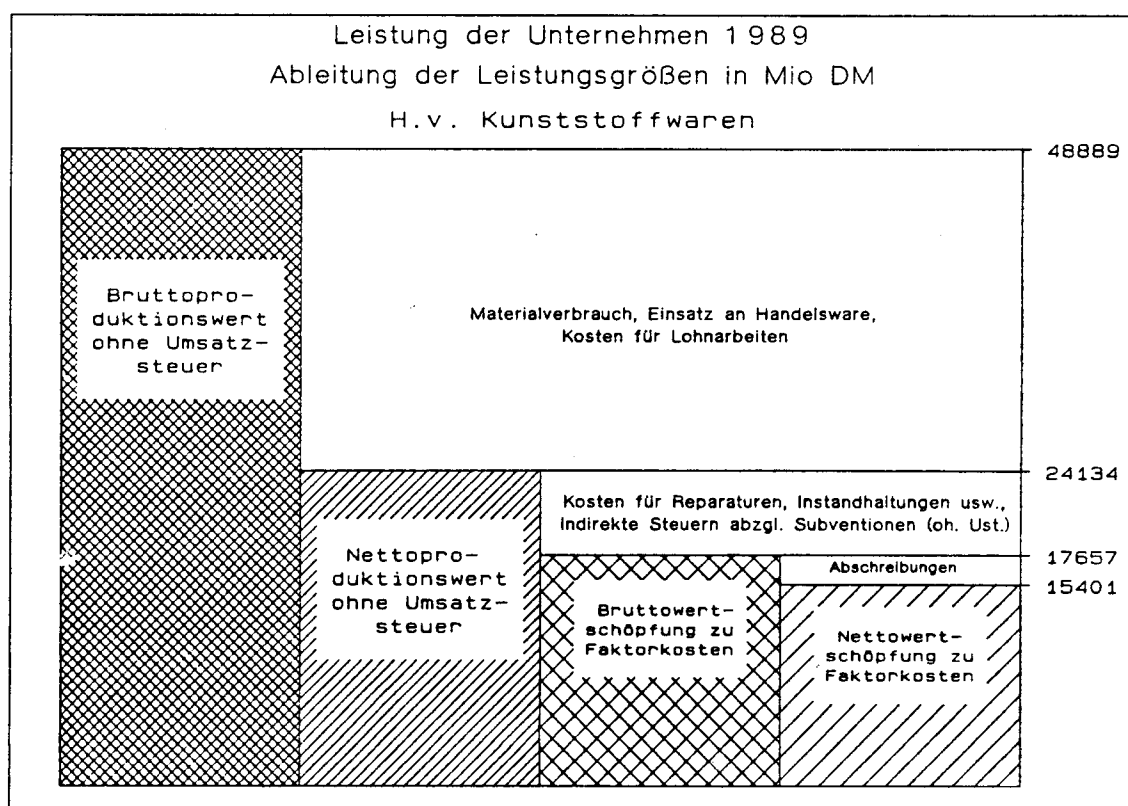 Leistung der Unternehmen 1989
Ableitung der Leistungsgrößen in Mio DM
H.v. Kunststoffwaren
48889
Bruttopro-
duktionswert
ohne Umsatz-
steuer
Materialverbrauch, Einsatz an Handelsware,
Kosten für Lohnarbeiten
24134
Nettopro-
duktionswert
ohne Umsatz-
steuer
Kosten für Reparaturen, Instandhaltungen usw.,
Indirekte Steuern abzgl. Subventionen (oh. Ust.)
17657
Bruttowert-
schöpfung zu
Faktorkosten
Abschreibungen
15401
Nettowert-
schöpfung zu
Faktorkosten